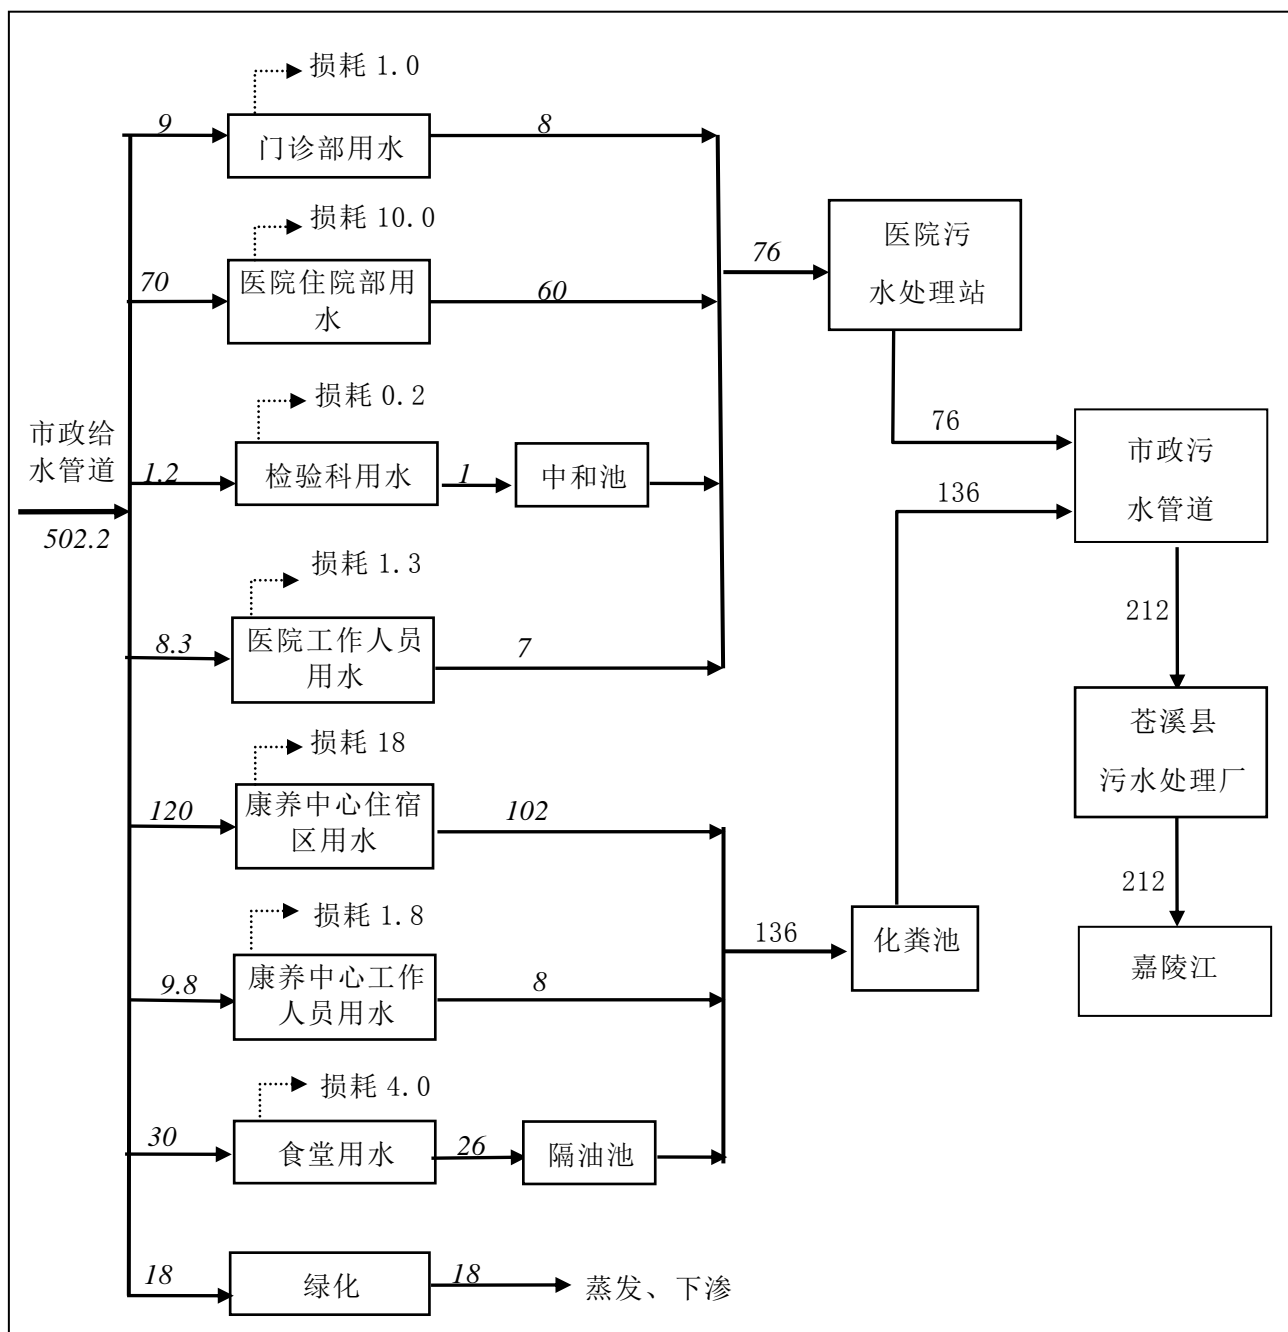 损耗 1.0
9
门诊部用水
8
损耗 10.0
70
医院住院部用
水
60
76
医院污
水处理站
损耗 0.2
市政给
水管道
502.2
1.2
检验科用水
1
中和池
76
市政污
水管道
136
损耗 1.3
8.3
医院工作人员
用水
7
212
苍溪县
污水处理厂
损耗 18
120
康养中心住宿
区用水
102
212
损耗 1.8
9.8
康养中心工作
人员用水
8
136
化粪池
嘉陵江
损耗 4.0
30
食堂用水
26
隔油池
18
绿化
18
蒸发、下渗